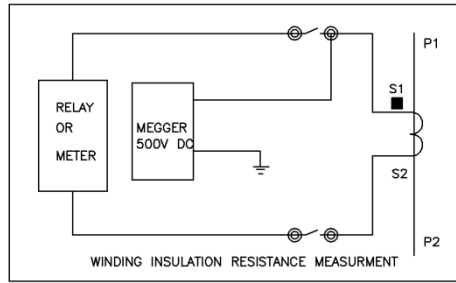 P1
S1
RELAY
OR
METER
MEGGER
500V DC
S2
P2
WINDING INSULATION RESISTANCE MEASURMENT